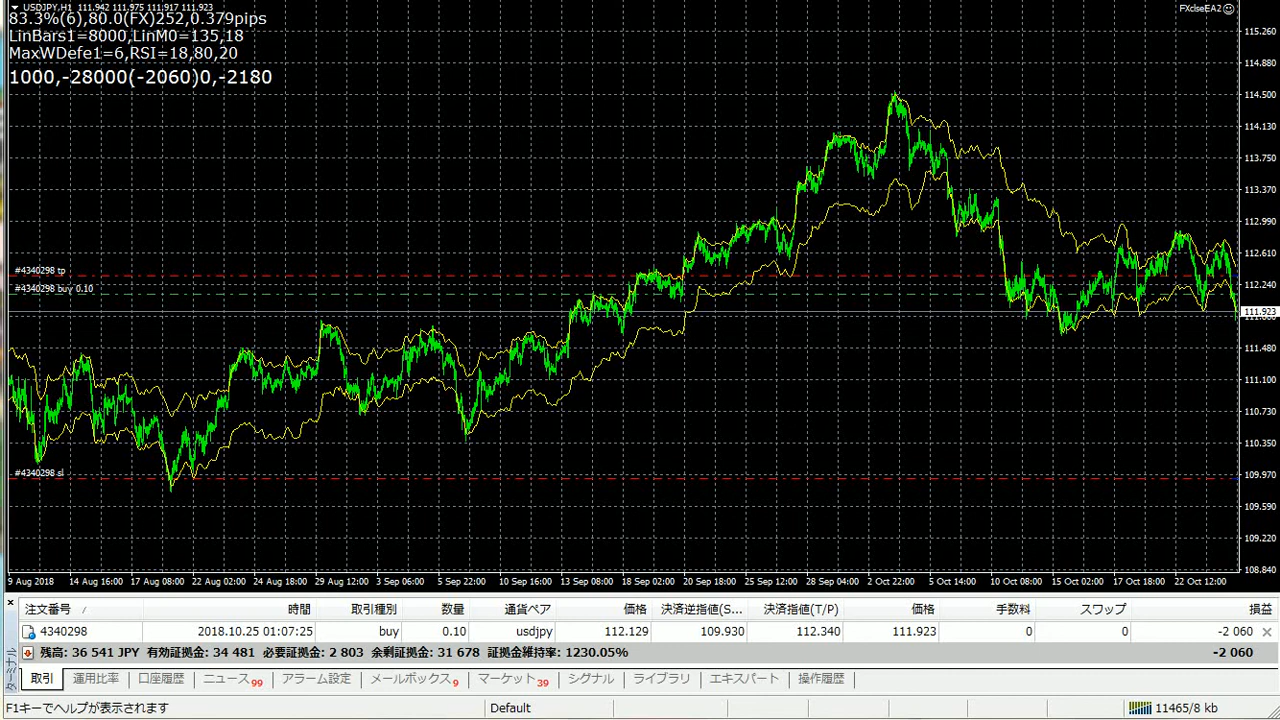 USDJPY,H1 111.942 111.975 111.917 111.923
FXclseEA2
83.3%(6),80.0(FX)252,0.379pips
LinBars1=8000,LinM0=135,18
MaxWDefe1=6,RSI=18,80,20
1000,-28000(-2060)0,-2180
115.260
114.880
114.500
114.130
113.750
113.370
112.990
112.610
112.240
111.923
111.480
111.100
110.730
110.350
109.970
109.590
109.220
108.840
#4340298 tp
#4340298 buy 0.10
#4340298 sl
9 Aug 2018 14 Aug 16:00 17 Aug 08:00 22 Aug 02:00 24 Aug 18:00 29 Aug 12:00 3 Sep 06:00 5 Sep 22:00 10 Sep 16:00 13 Sep 08:00 18 Sep 02:00 20 Sep 18:00 25 Sep 12:00 28 Sep 04:00 2 Oct 22:00 5 Oct 14:00 10 Oct 08:00 15 Oct 02:00 17 Oct 18:00 22 Oct 12:00
注文番号 / 時間 取引種別 数量 通貨ペア 価格 決済逆指値(S... 決済指値(T/P) 価格 手数料 スワップ 損益
4340298 2018.10.25 01:07:25 buy 0.10 usdjpy 112.129 109.930 112.340 111.923 0 0 -2 060
残高: 36 541 JPY 有効証拠金: 34 481 必要証拠金: 2 803 余剰証拠金: 31 678 証拠金維持率: 1230.05% -2 060
ターミナル
取引 運用比率 口座履歴 ニュース99 アラーム設定 メールボックス9 マーケット39 シグナル ライブラリ エキスパート 操作履歴
F1キーでヘルプが表示されます Default 11465/8 kb